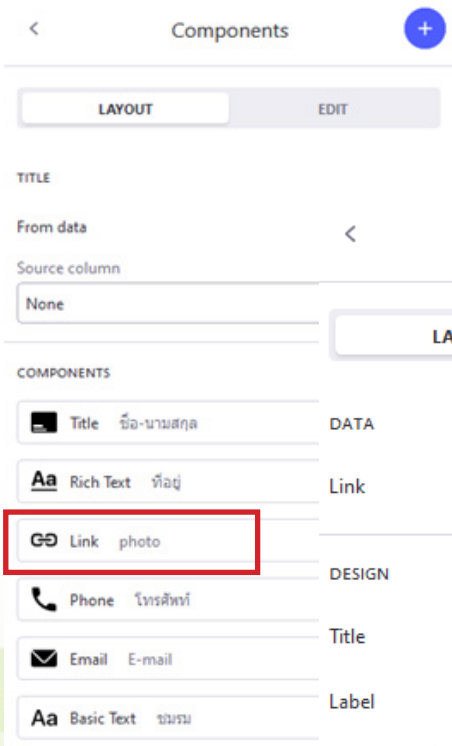 Components
LAYOUT EDIT
TITLE
From data
Source column
None
COMPONENTS
Title ชื่อ-นามสกุล
Rich Text ที่อยู่
Link photo
Phone โทรศัพท์
Email E-mail
Aa Basic Text ชมรม
LA
DATA
Link
DESIGN
Title
Label